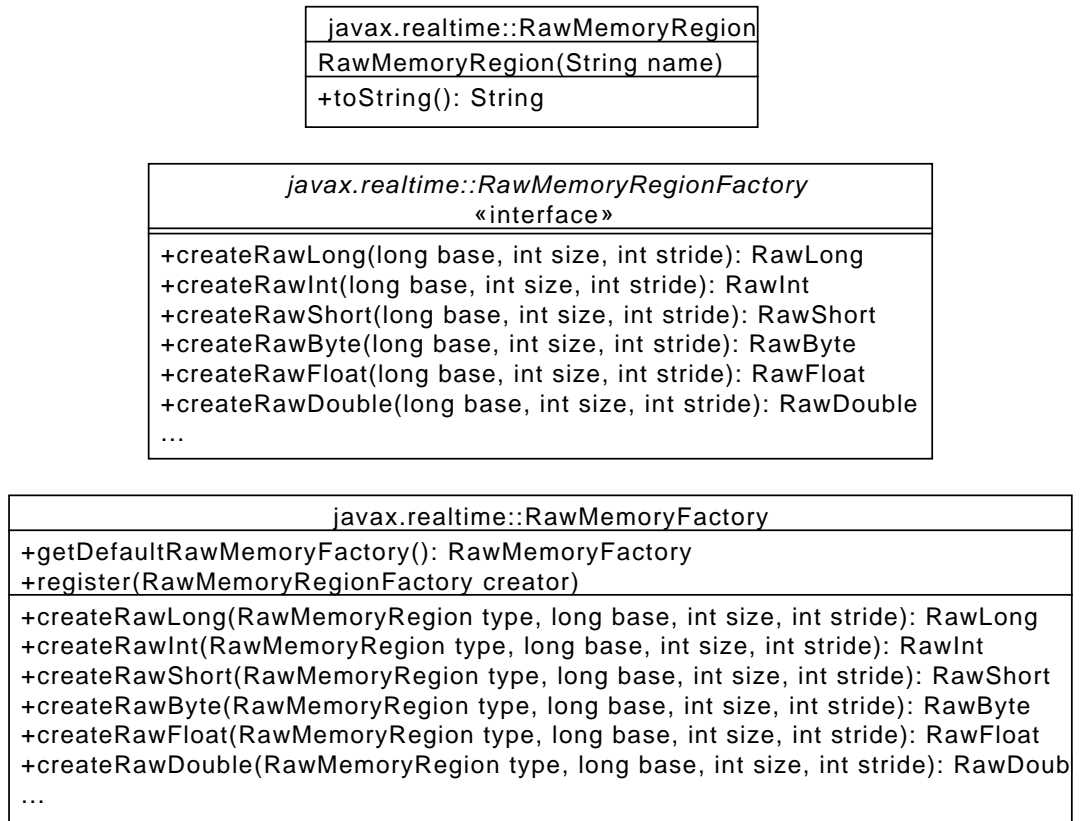 javax.realtime::RawMemoryRegion
RawMemoryRegion(String name)
+toString(): String
javax.realtime::RawMemoryRegionFactory
«interface»
+createRawLong(long base, int size, int stride): RawLong
+createRawInt(long base, int size, int stride): RawInt
+createRawShort(long base, int size, int stride): RawShort
+createRawByte(long base, int size, int stride): RawByte
+createRawFloat(long base, int size, int stride): RawFloat
+createRawDouble(long base, int size, int stride): RawDouble
...
javax.realtime::RawMemoryFactory
+getDefaultRawMemoryFactory(): RawMemoryFactory
+register(RawMemoryRegionFactory creator)
+createRawLong(RawMemoryRegion type, long base, int size, int stride): RawLong
+createRawInt(RawMemoryRegion type, long base, int size, int stride): RawInt
+createRawShort(RawMemoryRegion type, long base, int size, int stride): RawShort
+createRawByte(RawMemoryRegion type, long base, int size, int stride): RawByte
+createRawFloat(RawMemoryRegion type, long base, int size, int stride): RawFloat
+createRawDouble(RawMemoryRegion type, long base, int size, int stride): RawDoub
...